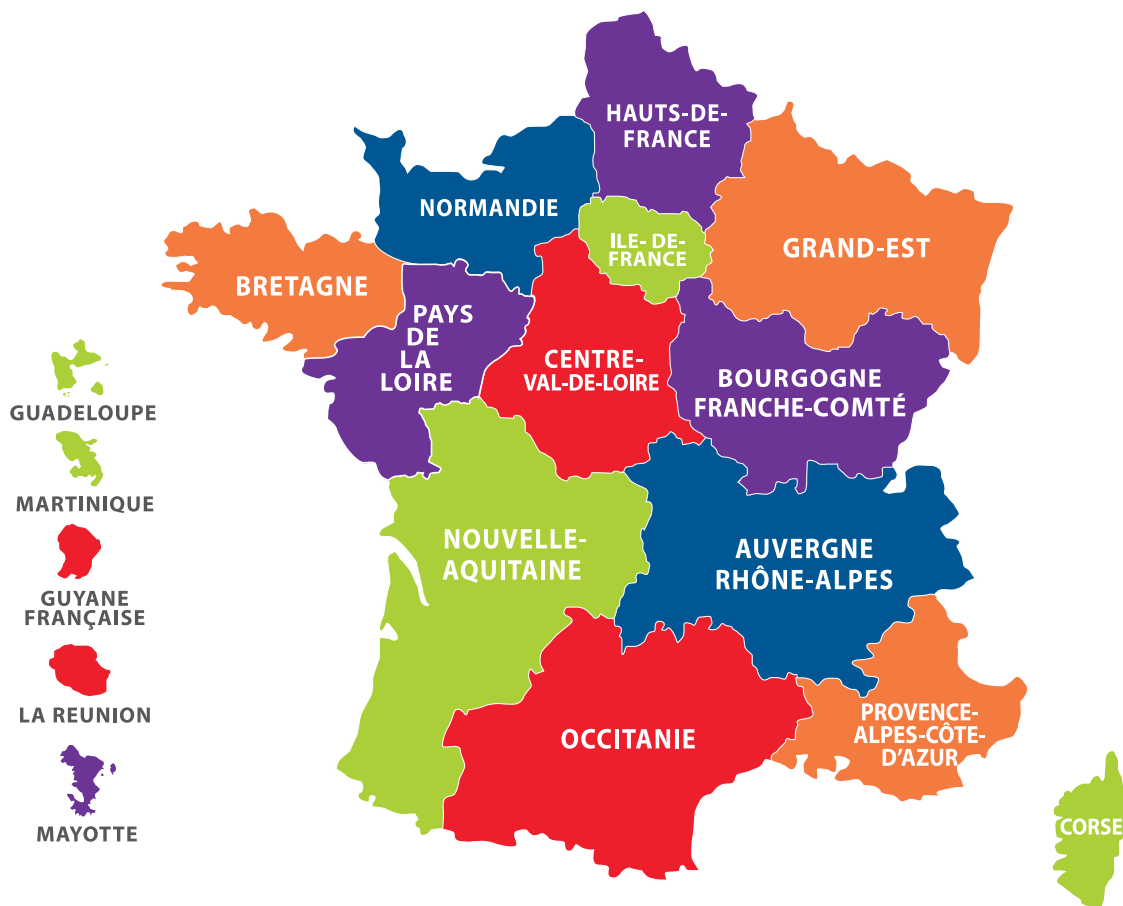 HAUTS-DE-
FRANCE
NORMANDIE
ILE- DE-
FRANCE
GRAND-EST
BRETAGNE
PAYS
DE
LA
LOIRE
CENTRE-
VAL-DE-LOIRE
BOURGOGNE
FRANCHE-COMTÉ
NOUVELLE-
AQUITAINE
AUVERGNE
RHÔNE-ALPES
OCCITANIE
PROVENCE-
ALPES-CÔTE-
D'AZUR
CORSE
GUADELOUPE
MARTINIQUE
GUYANE
FRANÇAISE
LA REUNION
MAYOTTE